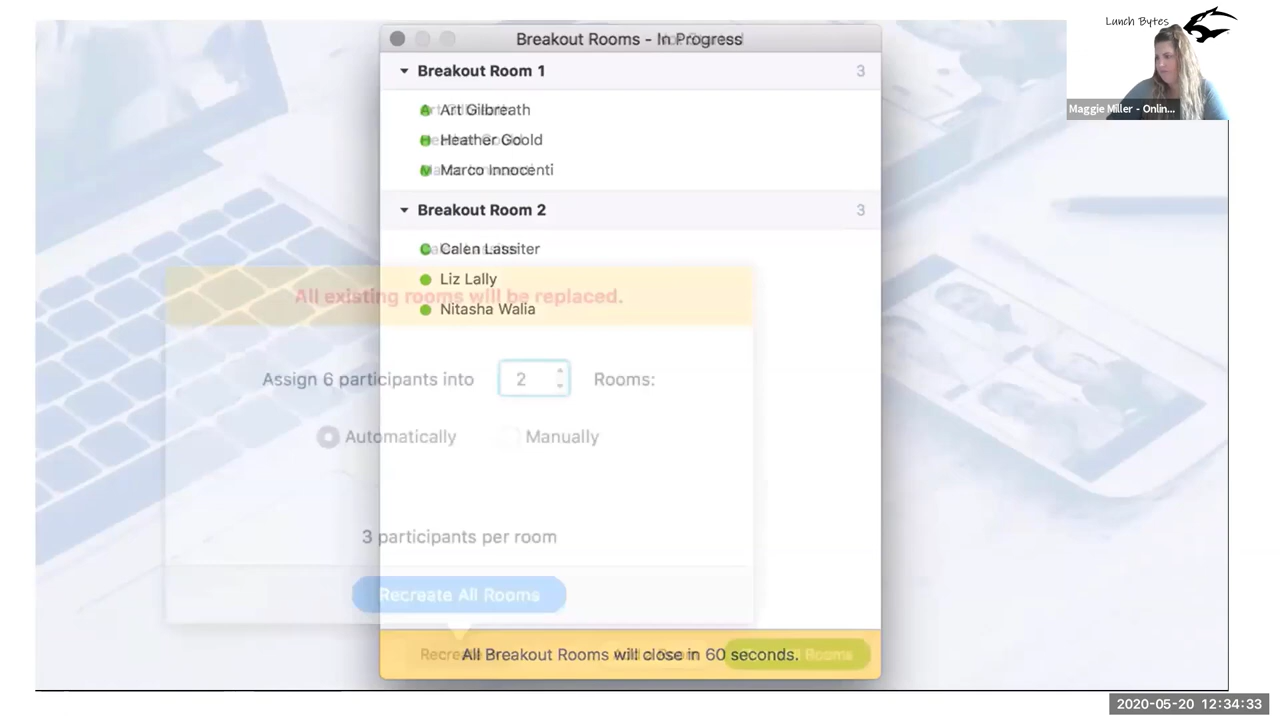 Lunch Bytes
Maggie Miller - Onlin...
Breakout Rooms - In Progress
Breakout Room 1 3
Art Gilbreath
Heather Goold
Marco Innocenti
Breakout Room 2 3
Calen Lassiter
Liz Lally
All existing rooms will be replaced.
Nitasha Walia
Assign 6 participants into 2 Rooms:
Automatically Manually
3 participants per room
Recreate All Rooms
All Breakout Rooms will close in 60 seconds.
2020-05-20 12:34:33